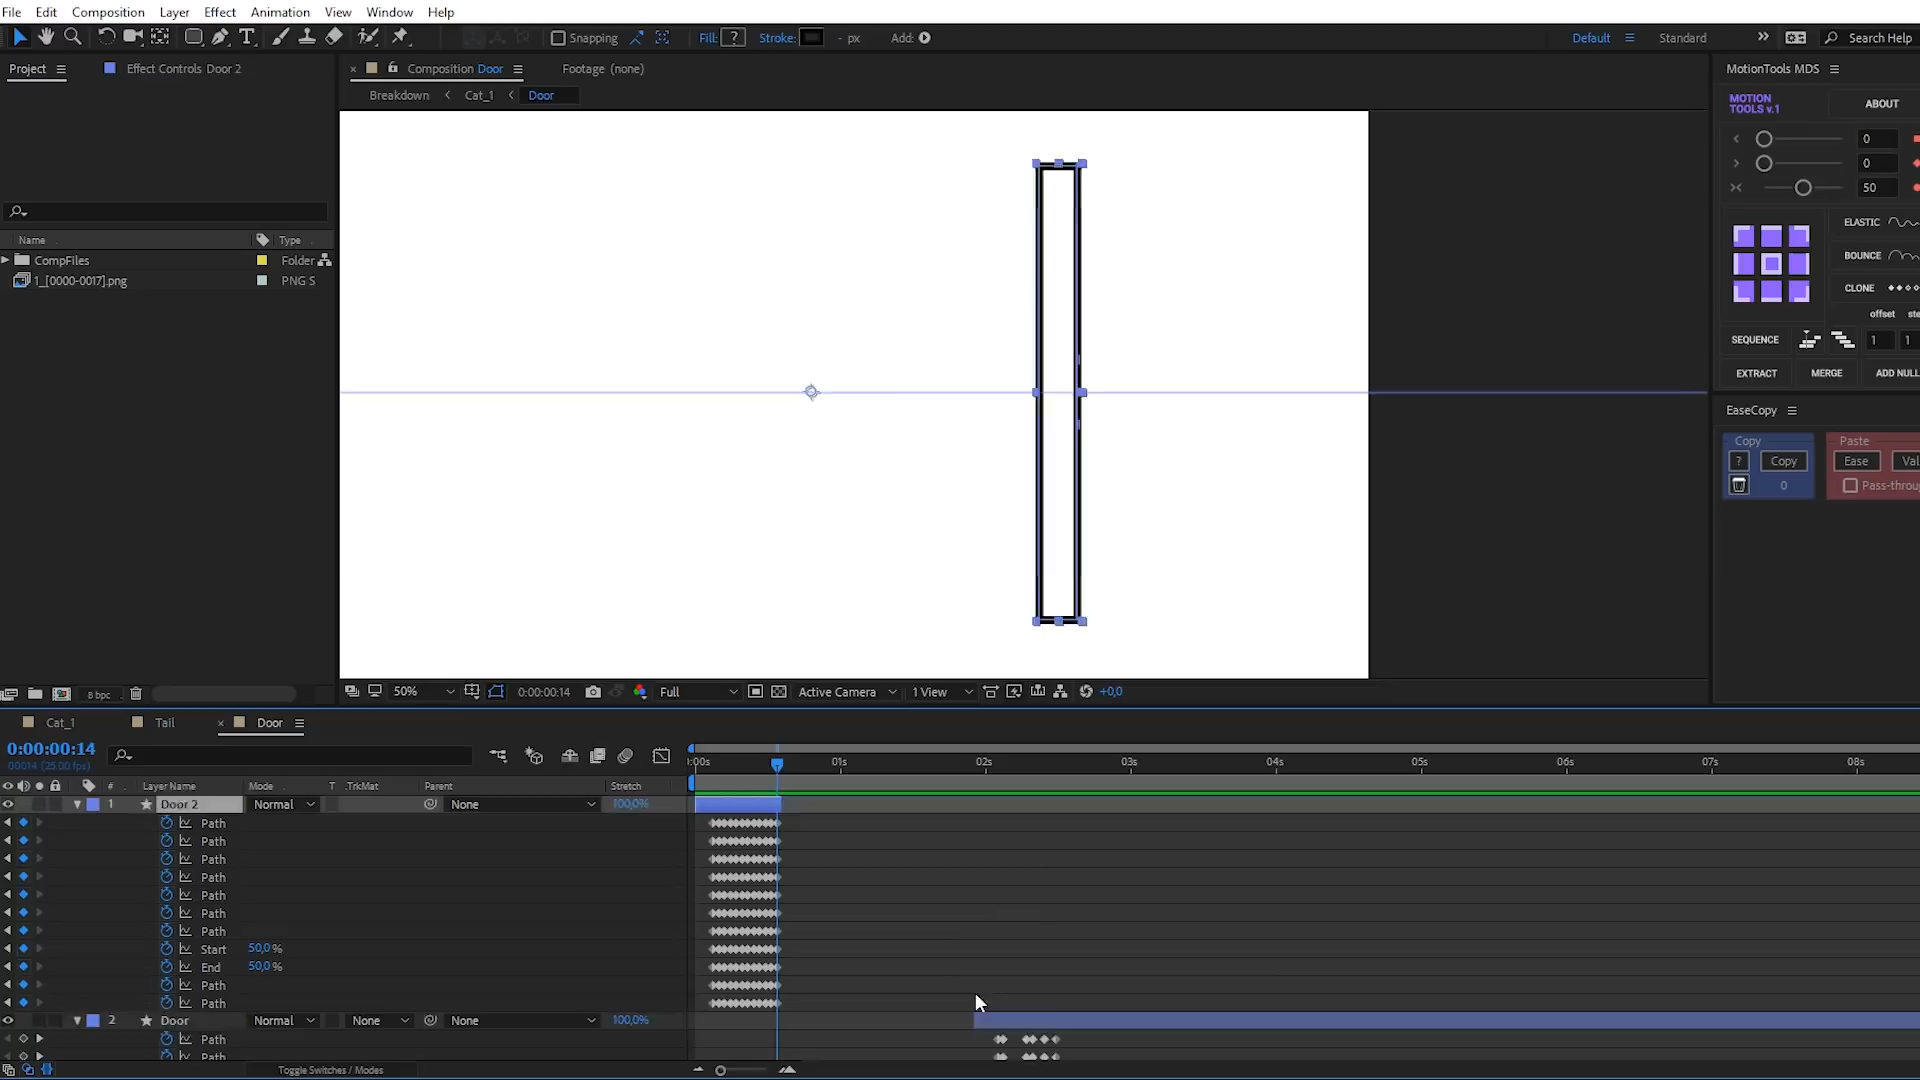 File Edit Composition Layer Effect Animation View Window Help
Snapping Fill: ? Stroke: - px Add: Default Standard Search Help
Project Effect Controls Door 2 Composition Door Footage (none) MotionTools MDS
Breakdown Cat_1 Door
MOTION TOOLS v.1 ABOUT
0
0
50
ELASTIC
BOUNCE
CLONE
offset ste
SEQUENCE 1 1
EXTRACT MERGE ADD NULL
EaseCopy
Copy Paste
? Copy Ease Val
0 Pass-throu
Name Type
CompFiles Folder
1_[0000-0017].png PNG S
8 bpc
50% 0:00:00:14 Full Active Camera 1 View +0,0
Cat_1 Tail Door
0:00:00:14
00014 (25.00 fps)
:00s 01s 02s 03s 04s 05s 06s 07s 08s
# Layer Name Mode T .TrkMat Parent Stretch
1 Door 2 Normal None 100,0%
Path
Path
Path
Path
Path
Path
Path
Start 50,0 %
End 50,0 %
Path
Path
2 Door Normal None None 100,0%
Path
Path
Toggle Switches / Modes